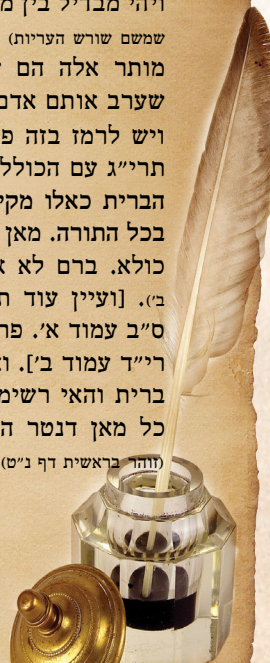 ויהי מבדיל בין מ
שמשם שורש העריות)
מותר אלה הם
שערב אותם אדם
ויש לרמז בזה פ
תרי״ג עם הכולל
הברית כאלו מקי
בכל התורה. מאן
כולא. ברם לא א
ב׳). [ועיין עוד ת
ס״ב עמוד א׳. פר
רי״ד עמוד ב׳]. ו
ברית והאי רשימ
כל מאן דנטר ה
(זוהר בראשית דף נ״ט)